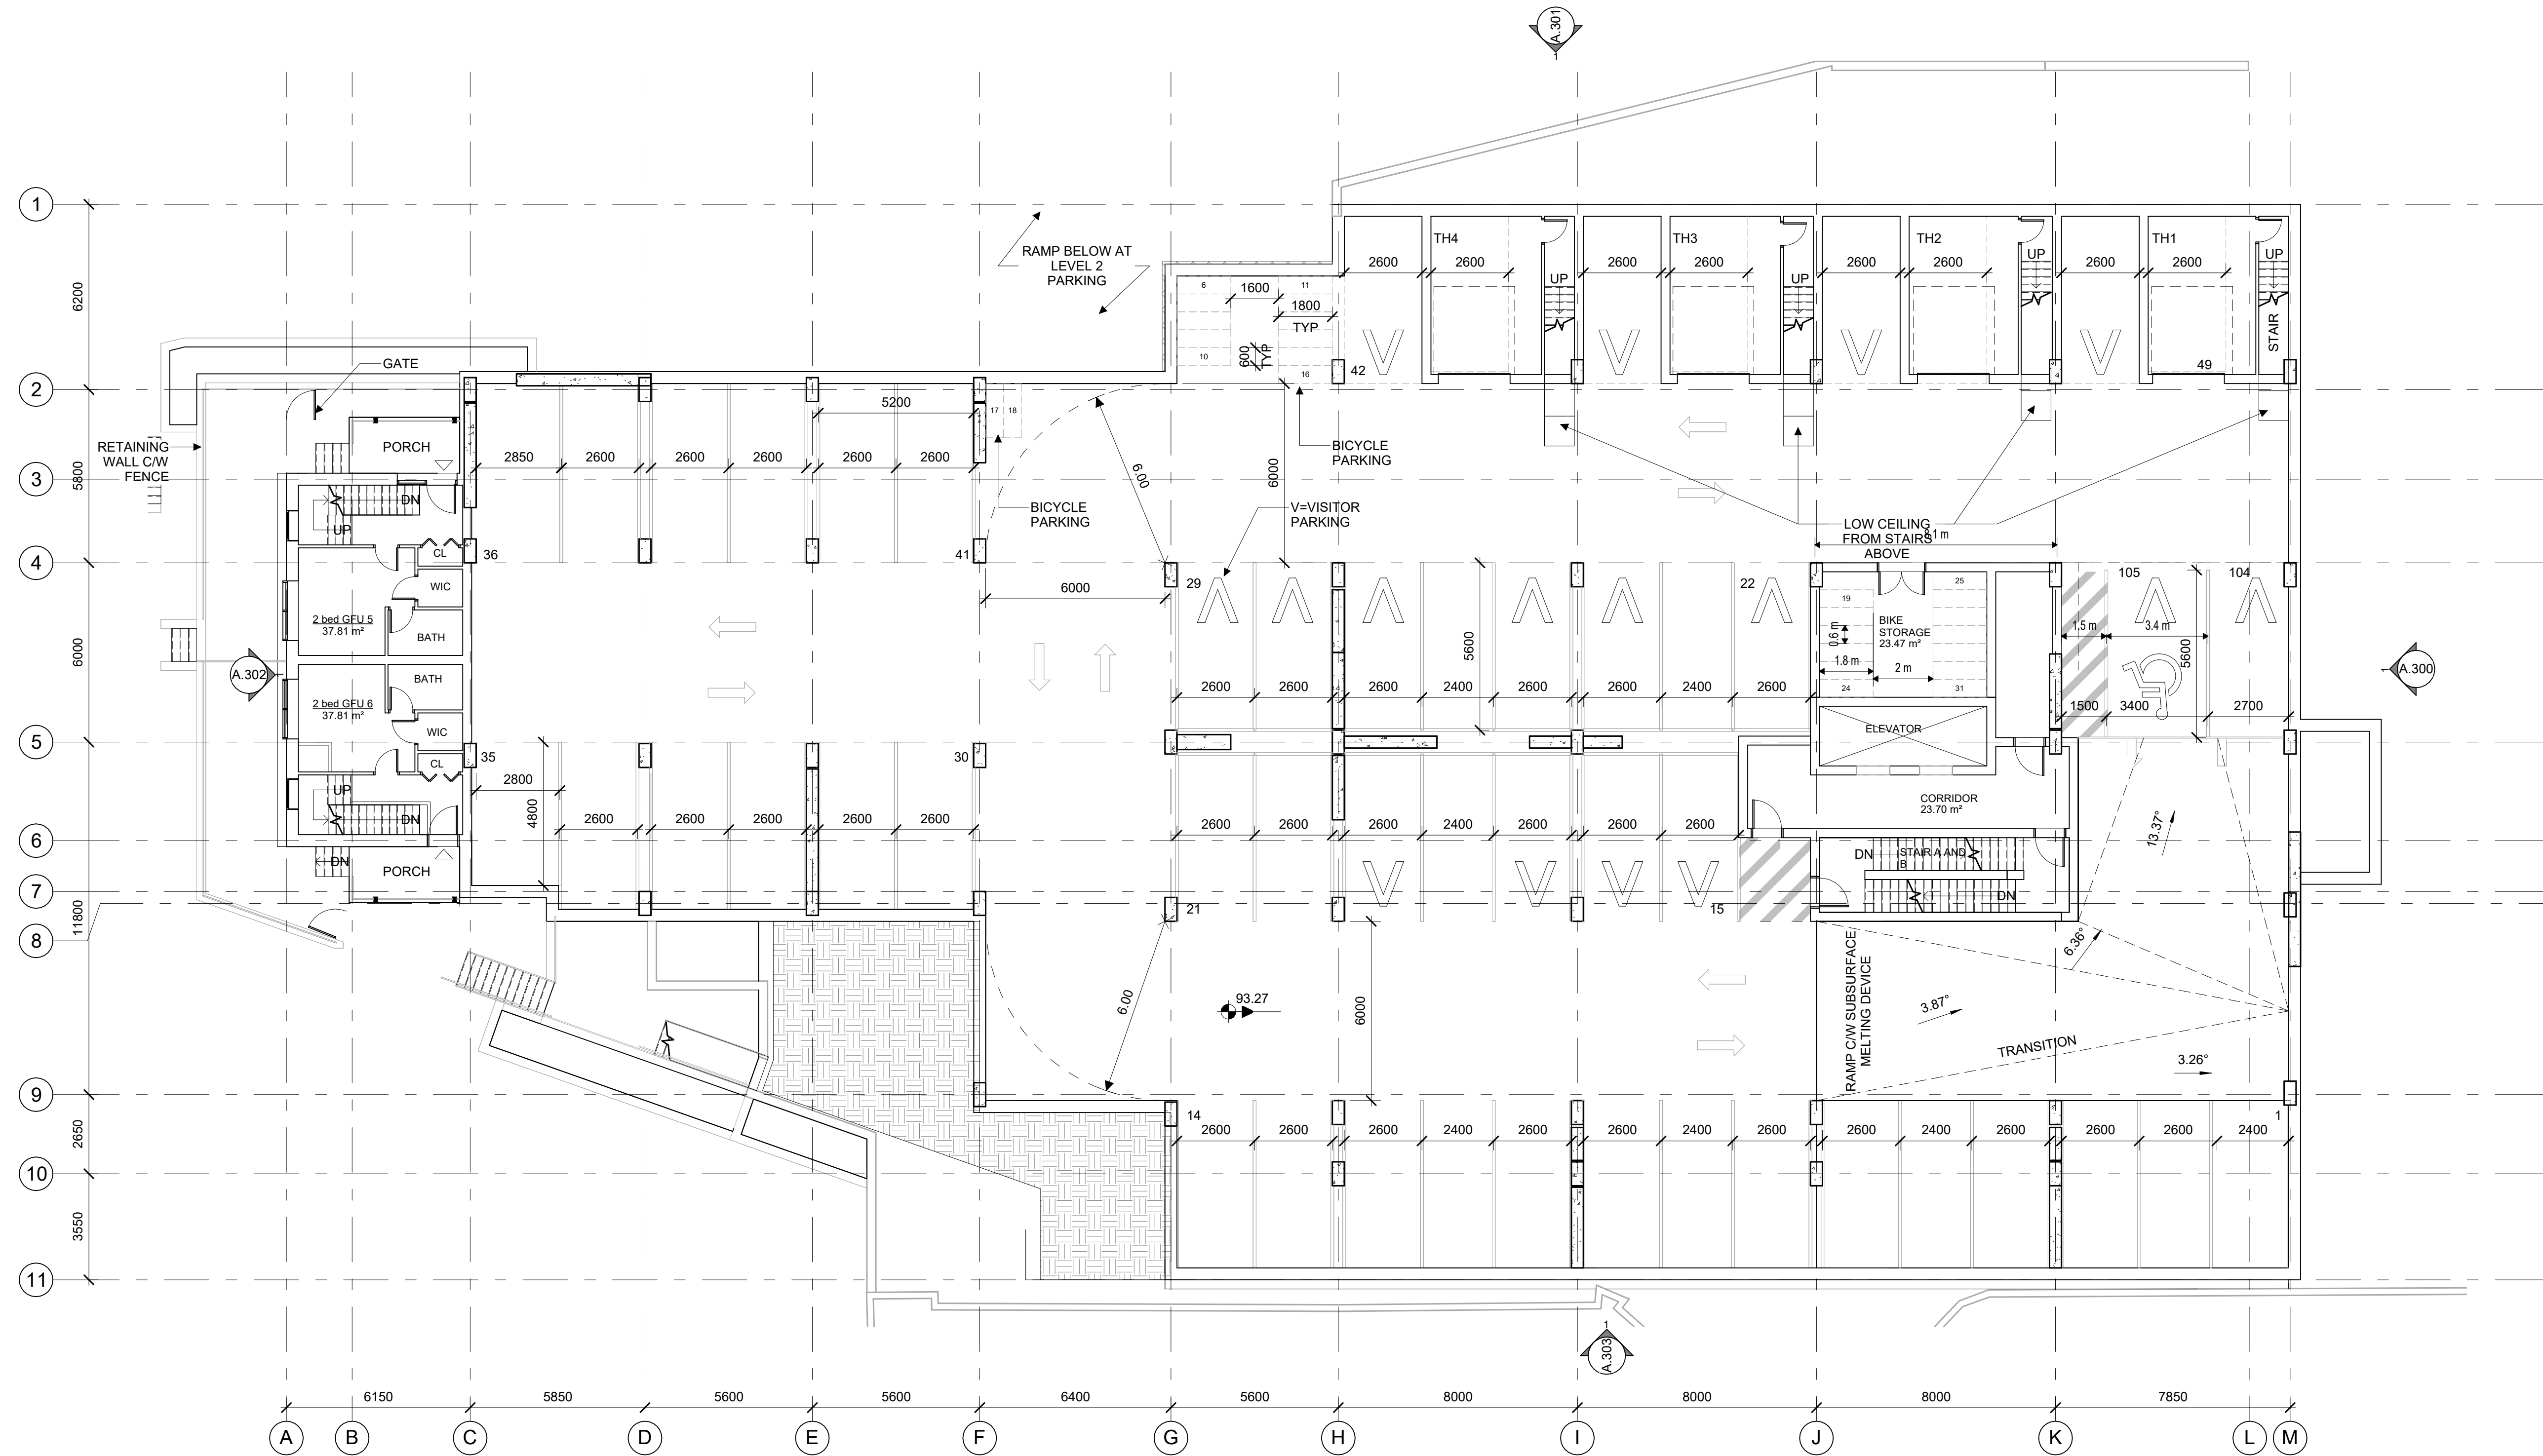 A.301
1
1
RAMP BELOW AT
LEVEL 2
PARKING
TH4
TH3
TH2
TH1
2600
2600
2600
2600
2600
2600
2600
2600
UP
UP
UP
UP
STAIR
6200
6
1600
11
1800
TYP
600
TYP
10
16
42
V
V
V
V
49
4
GATE
2
5200
17
18
PORCH
RETAINING
WALL C/W
FENCE
BICYCLE
PARKING
2850
2600
2600
2600
2600
2600
6.00
6000
3
5800
DN
UP
BICYCLE
PARKING
V=VISITOR
PARKING
LOW CEILING
FROM STAIRS
ABOVE
8.1 m
CL
36
41
4
WIC
29
22
105
104
6000
V
V
V
V
V
V
V
V
2 bed GFU 5
37.81 m²
BATH
19
25
BIKE
STORAGE
23.47 m²
0.6 m
1.8 m
2 m
24
31
1.5 m
3.4 m
5600
5600
6000
A.302
1
BATH
2 bed GFU 6
37.81 m²
WIC
CL
1
A.300
2600
2600
2600
2400
2600
2600
2400
2600
1500
3400
2700
5
35
30
ELEVATOR
2800
4800
UP
DN
CORRIDOR
23.70 m²
2600
2600
2600
2600
2600
2600
2600
2600
2400
2600
2600
2600
13.37°
6
DN
PORCH
DN
STAIR A AND
B
DN
V
V
V
V
7
11800
21
15
8
6.36°
RAMP C/W SUBSURFACE
MELTING DEVICE
93.27
6.00
6000
3.87°
TRANSITION
3.26°
9
14
1
2650
2600
2600
2600
2400
2600
2600
2400
2600
2600
2400
2600
2600
2600
2400
10
3550
11
1
A.303
6150
5850
5600
5600
6400
5600
8000
8000
8000
7850
A
B
C
D
E
F
G
H
I
J
K
L
M